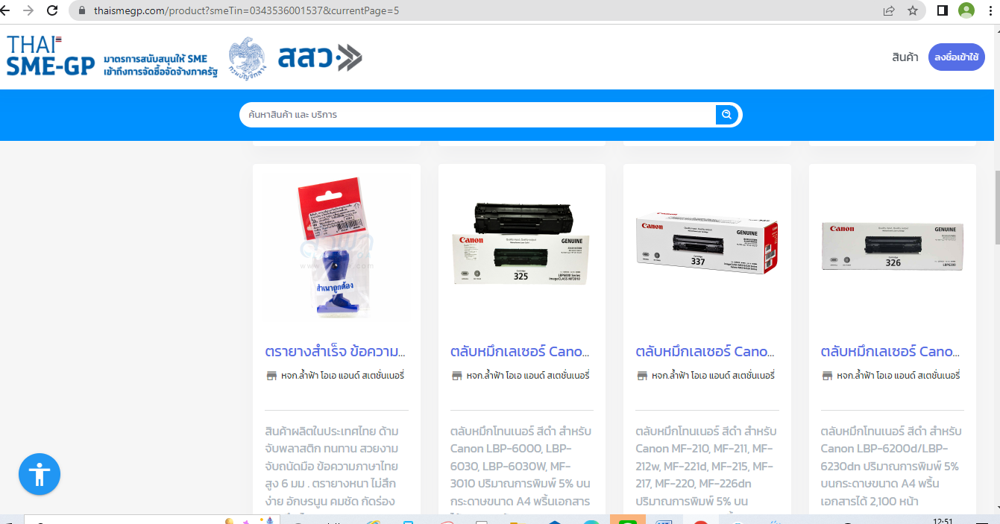 thaismegp.com/product?smeTin=0343536001537&currentPage=5
THAI
SME-GP
มาตรการสนับสนุนให้ SME
เข้าถึงการจัดซื้อจัดจ้างภาครัฐ
กรมบัญชีกลาง
สสว
สินค้า
ลงชื่อเข้าใช้
ค้นหาสินค้า และ บริการ
สำเนาถูกต้อง
Canon
GENUINE
325
LBP6000 Series
imageCLASS MF3010
Canon
GENUINE
337
Canon
GENUINE
326
LBP6200
ตรายางสำเร็จ ข้อความ...
หจก.ล้ำฟ้า โอเอ แอนด์ สเตชั่นเนอรี่
สินค้าผลิตในประเทศไทย ด้าม
จับพลาสติก ทนทาน สวยงาม
จับถนัดมือ ข้อความภาษาไทย
สูง 6 มม . ตรายางหนา ไม่สึก
ง่าย อักษรนูน คมชัด กัดร่อง
ตลับหมึกเลเซอร์ Cano...
หจก.ล้ำฟ้า โอเอ แอนด์ สเตชั่นเนอรี่
ตลับหมึกโทนเนอร์ สีดำ สำหรับ
Canon LBP-6000, LBP-
6030, LBP-6030W, MF-
3010 ปริมาณการพิมพ์ 5% บน
กระดาษขนาด A4 พริ้นเอกสาร
ตลับหมึกเลเซอร์ Cano...
หจก.ล้ำฟ้า โอเอ แอนด์ สเตชั่นเนอรี่
ตลับหมึกโทนเนอร์ สีดำ สำหรับ
Canon MF-210, MF-211, MF-
212w, MF-221d, MF-215, MF-
217, MF-220, MF-226dn
ปริมาณการพิมพ์ 5% บน
ตลับหมึกเลเซอร์ Cano...
หจก.ล้ำฟ้า โอเอ แอนด์ สเตชั่นเนอรี่
ตลับหมึกโทนเนอร์ สีดำ สำหรับ
Canon LBP-6200d/LBP-
6230dn ปริมาณการพิมพ์ 5%
บนกระดาษขนาด A4 พริ้น
เอกสารได้ 2,100 หน้า
12:51